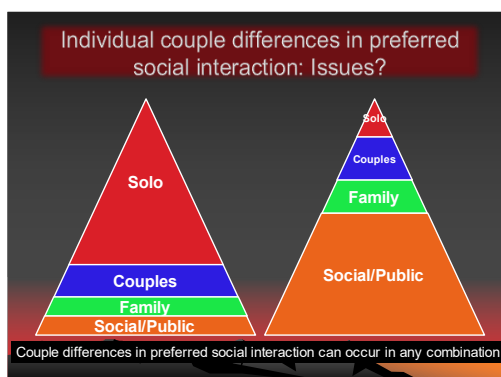 Individual couple differences in preferred
social interaction: Issues?
Solo
Couples
Family
Social/Public
Solo
Couples
Family
Social/Public
Couple differences in preferred social interaction can occur in any combination